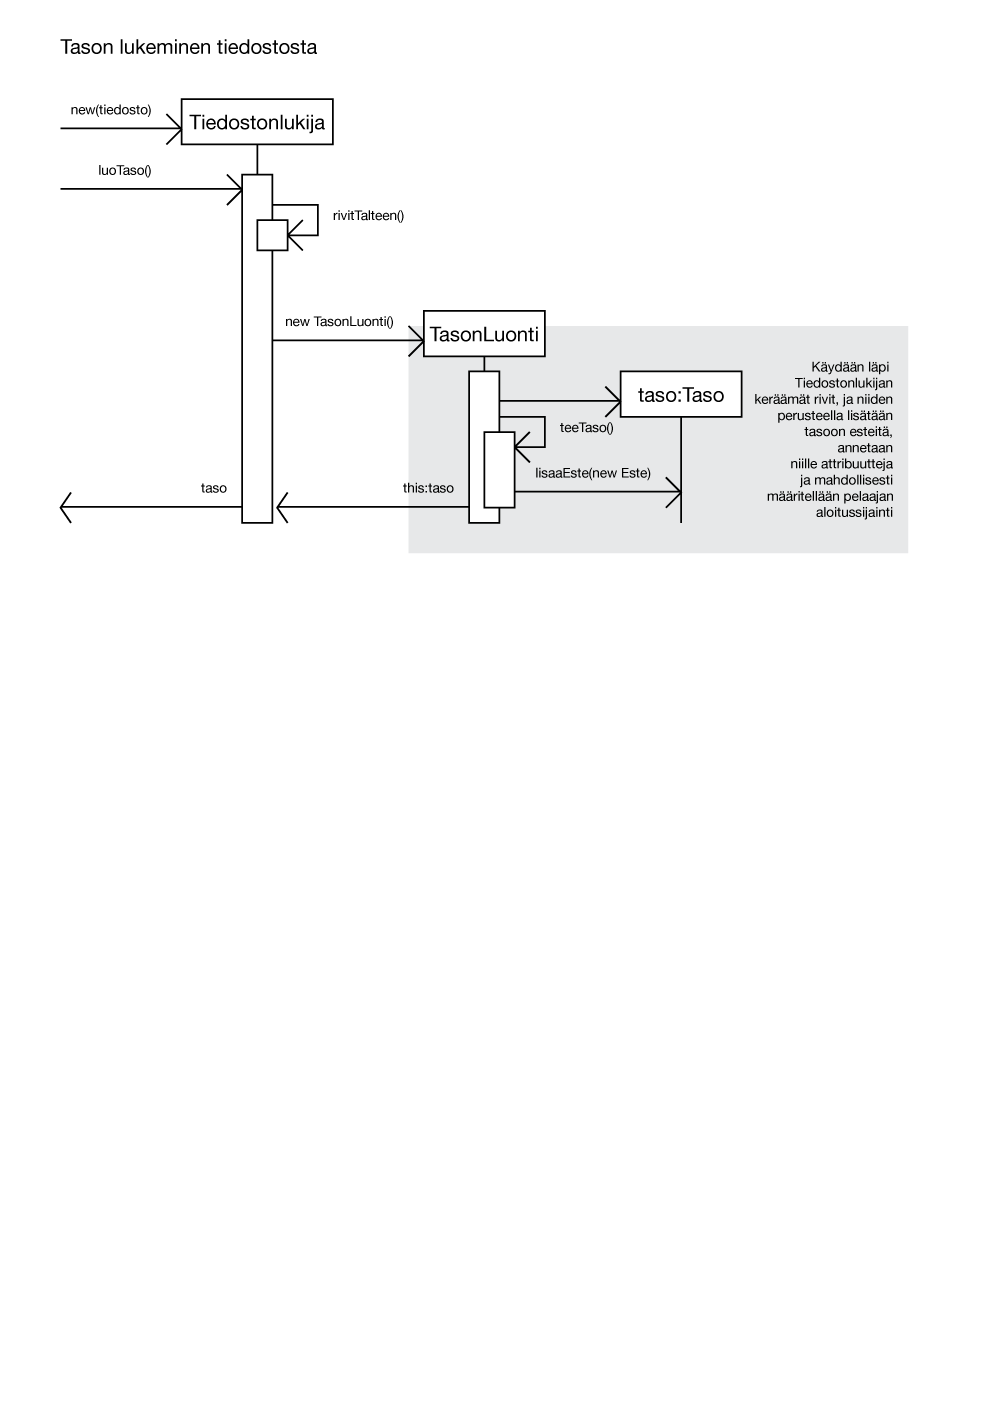 Tason lukeminen tiedostosta
new(tiedosto)
Tiedostonlukija
luoTaso()
rivitTalteen()
new TasonLuonti()
TasonLuonti
taso:Taso
teeTaso()
lisaaEste(new Este)
this:taso
taso
Käydään läpi
Tiedostonlukijan
keräämät rivit, ja niiden
perusteella lisätään
tasoon esteitä,
annetaan
niille attribuutteja
ja mahdollisesti
määritellään pelaajan
aloitussijainti